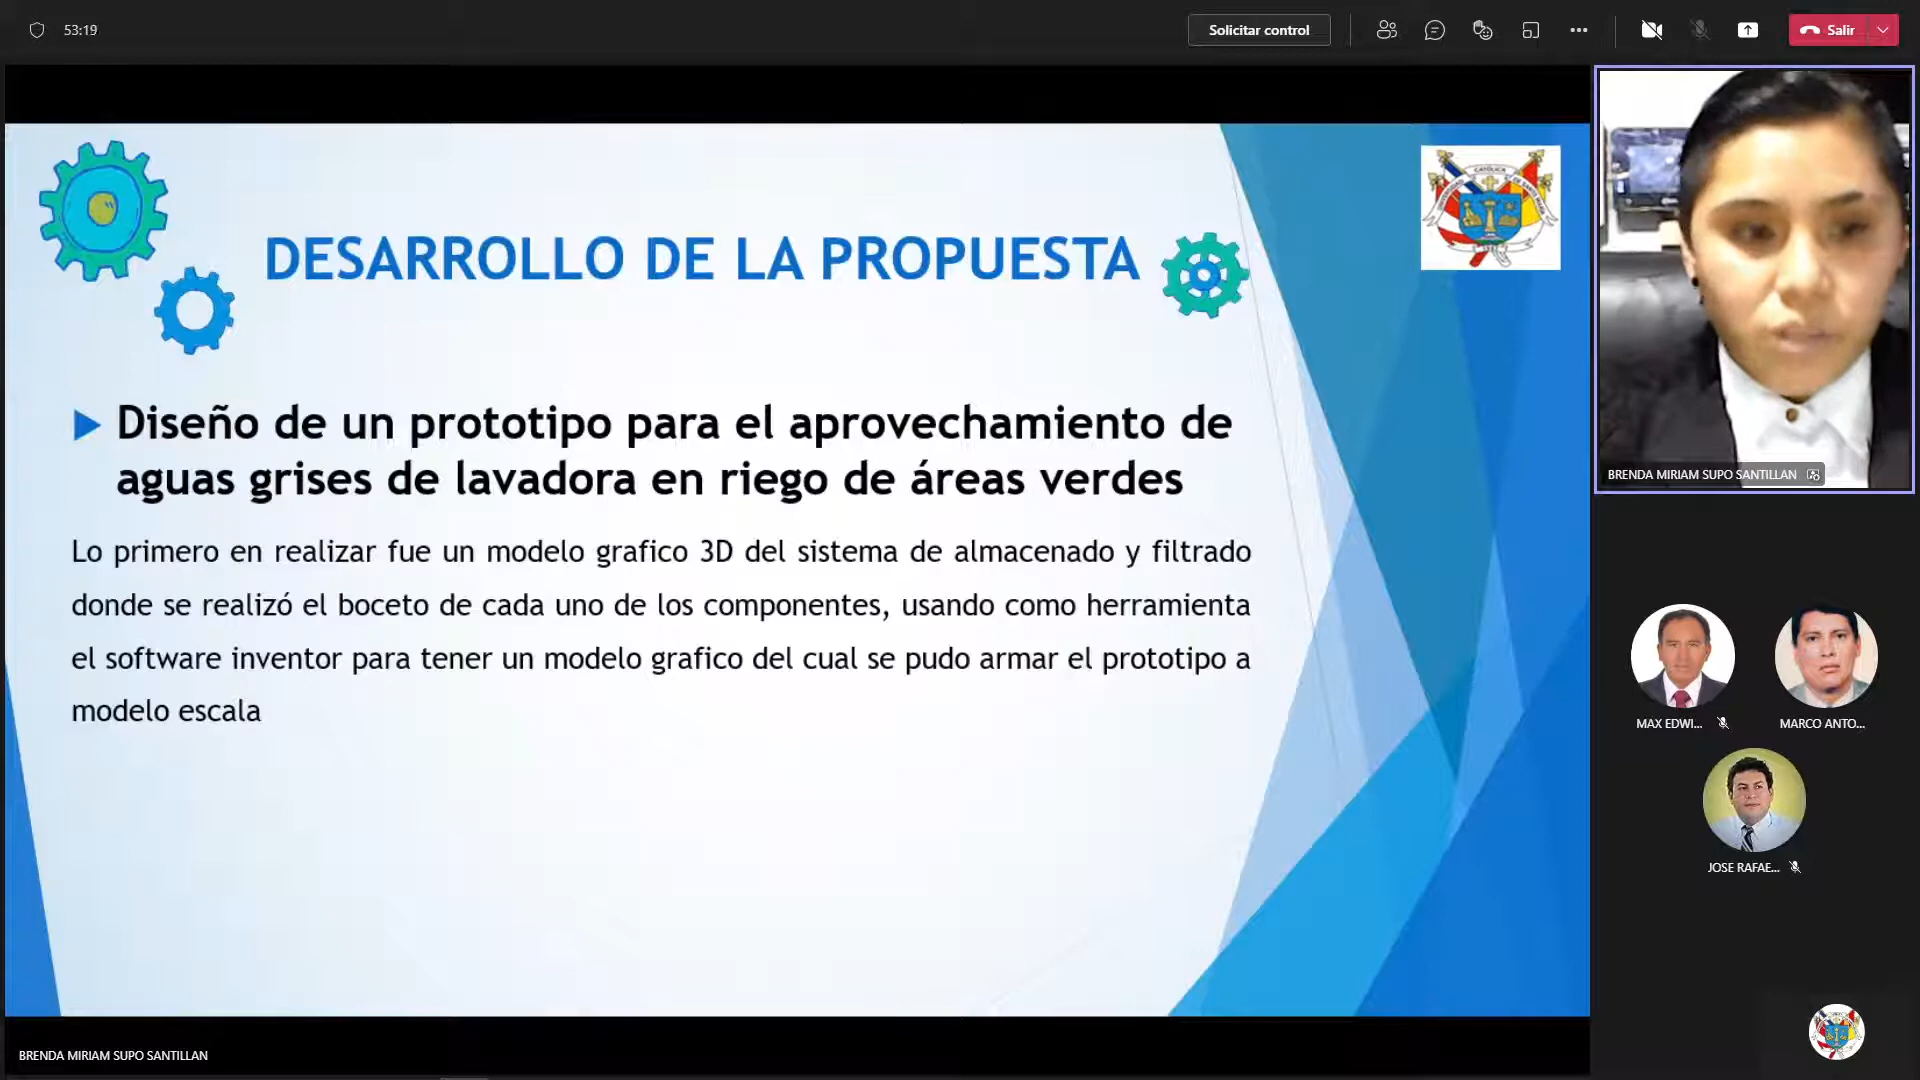 53:19
Solicitar control
Salir
DESARROLLO DE LA PROPUESTA
Diseño de un prototipo para el aprovechamiento de
aguas grises de lavadora en riego de áreas verdes
Lo primero en realizar fue un modelo grafico 3D del sistema de almacenado y filtrado
donde se realizó el boceto de cada uno de los componentes, usando como herramienta
el software inventor para tener un modelo grafico del cual se pudo armar el prototipo a
modelo escala
BRENDA MIRIAM SUPO SANTILLAN
MAX EDWI...
MARCO ANTO...
JOSE RAFAE...
BRENDA MIRIAM SUPO SANTILLAN